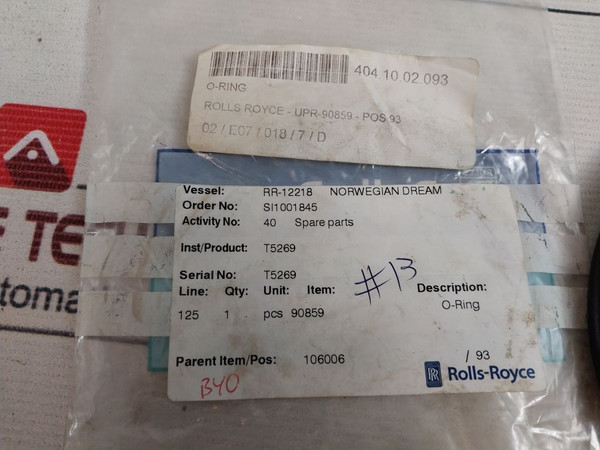 404.10.02.093
O-RING
ROLLS ROYCE - UPR-90859 - POS 93
02 / E07 / 018 / 7 / D
Vessel: RR-12218 NORWEGIAN DREAM
Order No: SI1001845
Activity No: 40 Spare parts
Inst/Product: T5269
Serial No: T5269
Line: Qty: Unit: Item: #13 Description:
125 1 pcs 90859 O-Ring
Parent Item/Pos: 106006 / 93
B40
Rolls-Royce